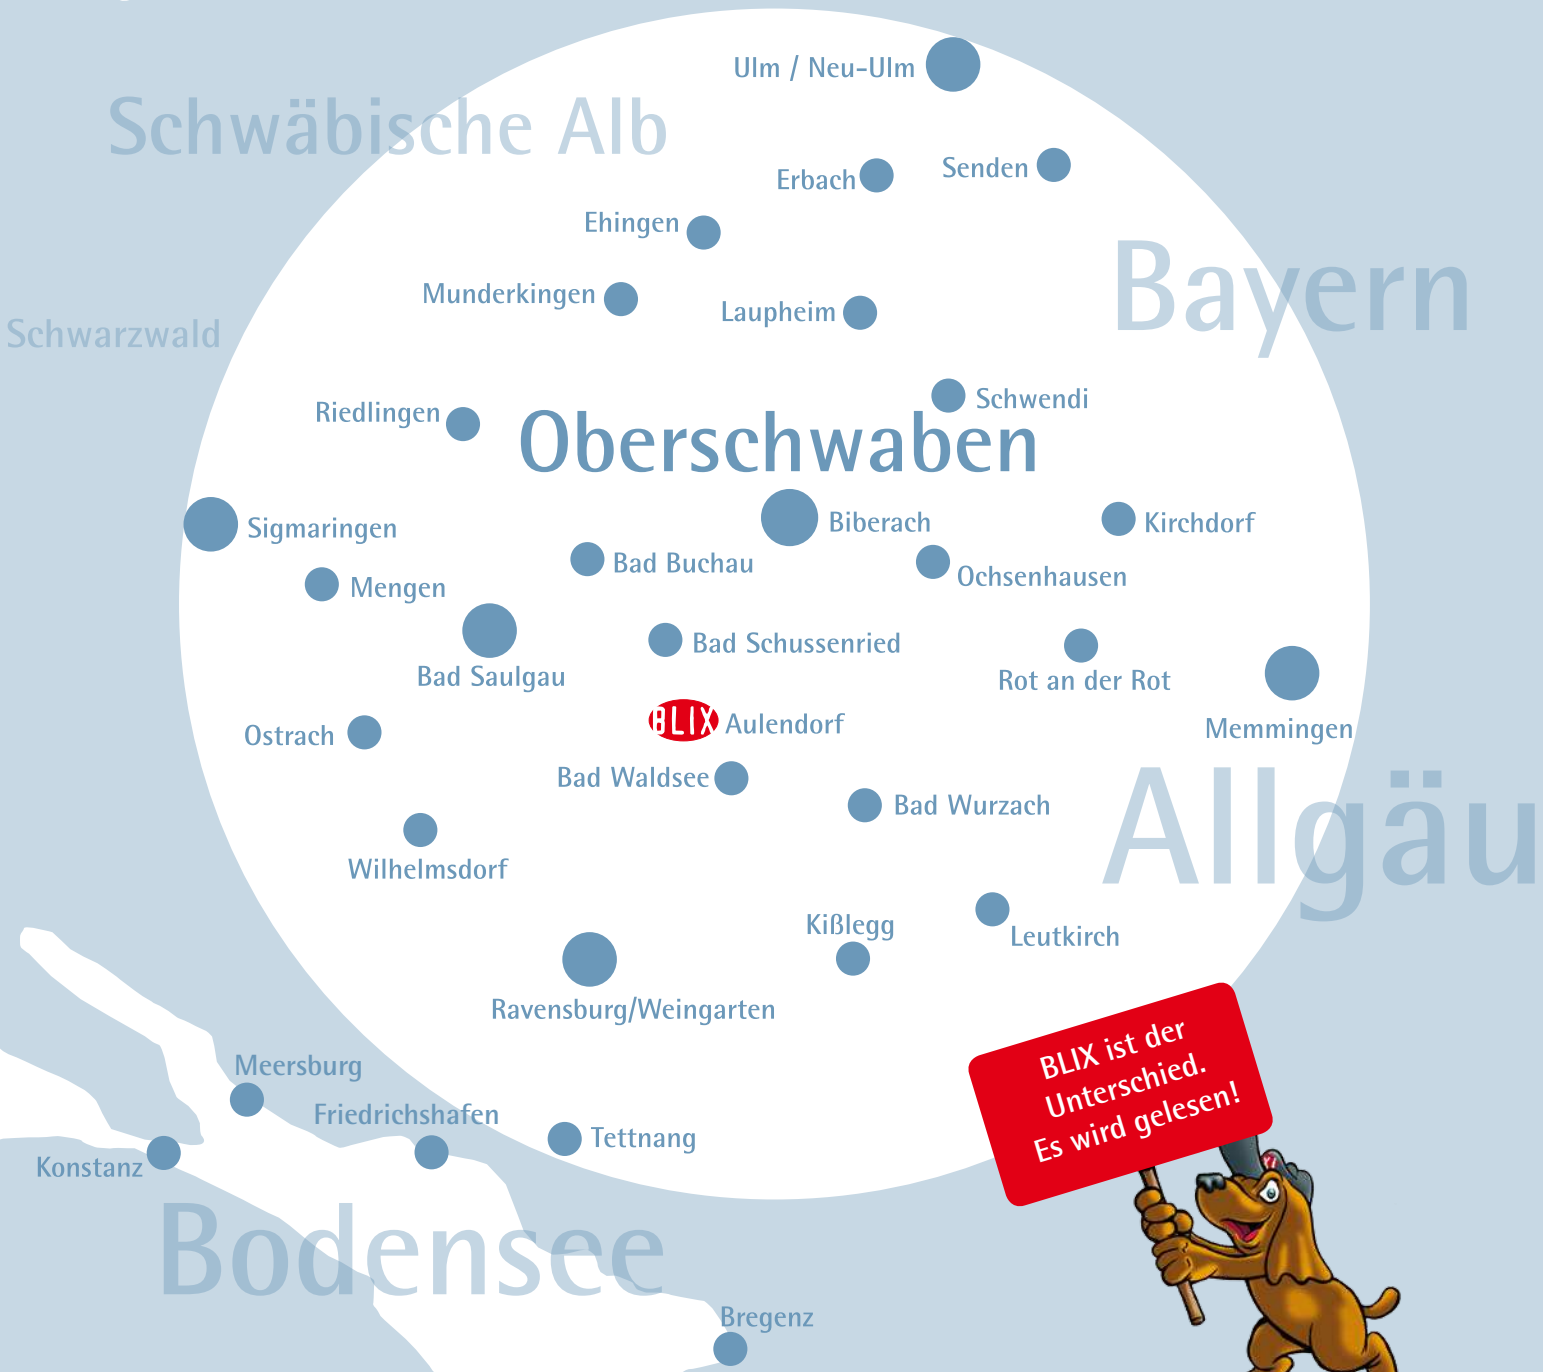 Ulm / Neu-Ulm
Schwäbische Alb
Erbach
Senden
Ehingen
Bayern
Munderkingen
Laupheim
Schwarzwald
Riedlingen
Schwendi
Oberschwaben
Sigmaringen
Biberach
Kirchdorf
Bad Buchau
Ochsenhausen
Mengen
Bad Schussenried
Bad Saulgau
Rot an der Rot
BLIX Aulendorf
Memmingen
Ostrach
Bad Waldsee
Bad Wurzach
Allgäu
Wilhelmsdorf
Kißlegg
Leutkirch
Ravensburg/Weingarten
BLIX ist der
Unterschied.
Es wird gelesen!
Meersburg
Friedrichshafen
Tettnang
Konstanz
Bodensee
Bregenz